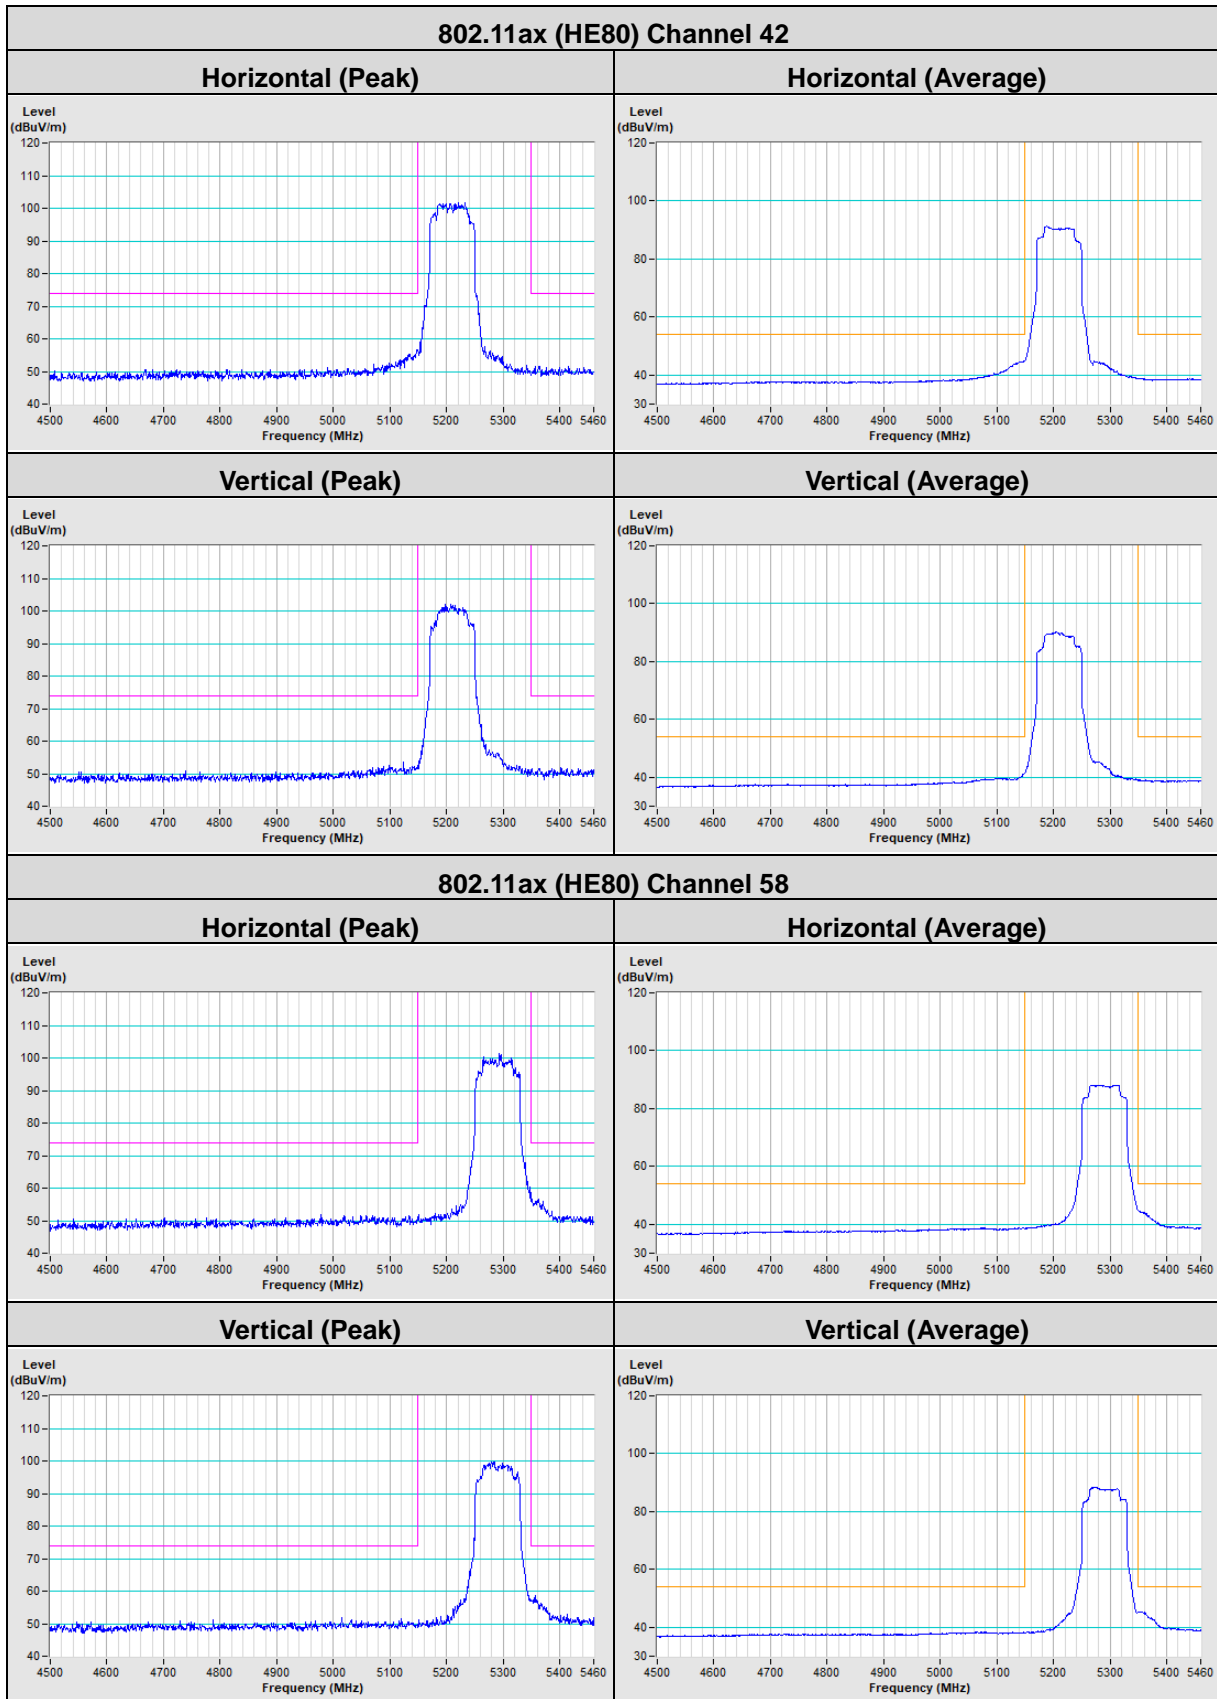 802.11ax (HE80) Channel 42
Horizontal (Peak)
Horizontal (Average)
Level
(dBuV/m)
120
110
100
90
80
70
60
50
40
4500 4600 4700 4800 4900 5000 5100 5200 5300 5400 5460
Frequency (MHz)
Level
(dBuV/m)
120
100
80
60
40
30
4500 4600 4700 4800 4900 5000 5100 5200 5300 5400 5460
Frequency (MHz)
Vertical (Peak)
Vertical (Average)
Level
(dBuV/m)
120
110
100
90
80
70
60
50
40
4500 4600 4700 4800 4900 5000 5100 5200 5300 5400 5460
Frequency (MHz)
Level
(dBuV/m)
120
100
80
60
40
30
4500 4600 4700 4800 4900 5000 5100 5200 5300 5400 5460
Frequency (MHz)
802.11ax (HE80) Channel 58
Horizontal (Peak)
Horizontal (Average)
Level
(dBuV/m)
120
110
100
90
80
70
60
50
40
4500 4600 4700 4800 4900 5000 5100 5200 5300 5400 5460
Frequency (MHz)
Level
(dBuV/m)
120
100
80
60
40
30
4500 4600 4700 4800 4900 5000 5100 5200 5300 5400 5460
Frequency (MHz)
Vertical (Peak)
Vertical (Average)
Level
(dBuV/m)
120
110
100
90
80
70
60
50
40
4500 4600 4700 4800 4900 5000 5100 5200 5300 5400 5460
Frequency (MHz)
Level
(dBuV/m)
120
100
80
60
40
30
4500 4600 4700 4800 4900 5000 5100 5200 5300 5400 5460
Frequency (MHz)